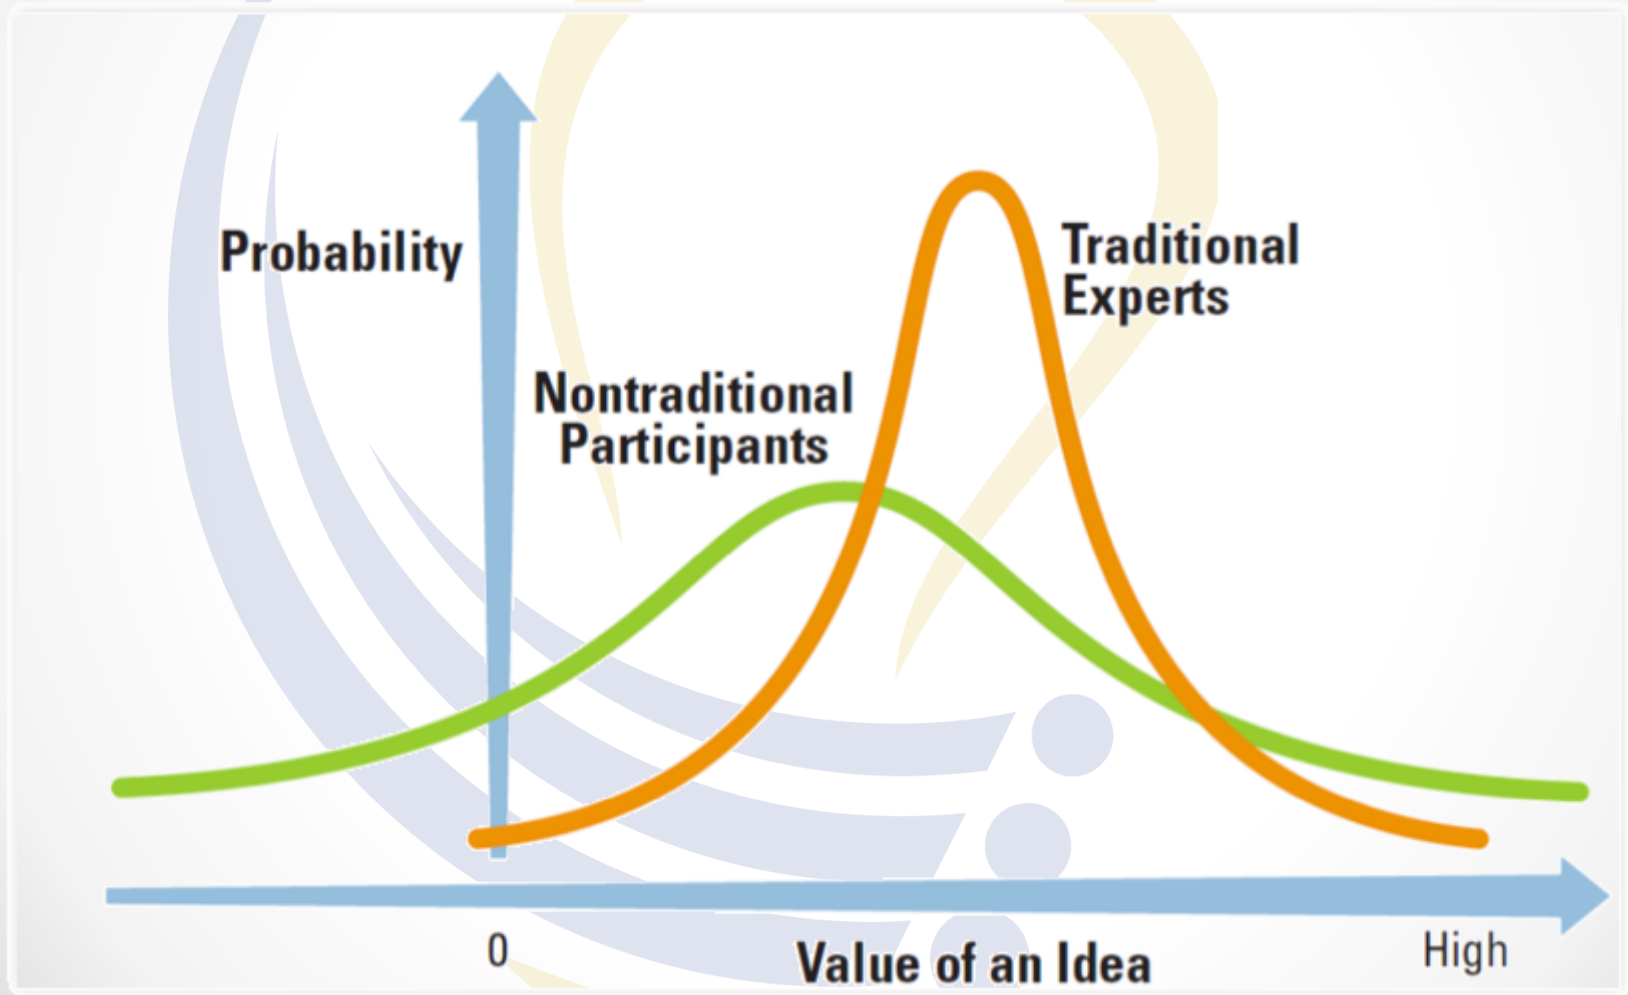 Probability
Traditional
Experts
Nontraditional
Participants
0
Value of an Idea
High